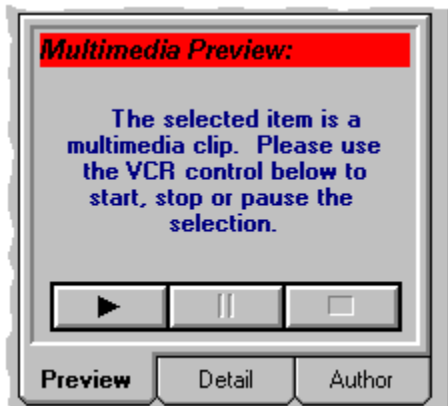 Multimedia Preview:
The selected item is a
multimedia clip. Please use
the VCR control below to
start, stop or pause the
selection.
Preview Detail Author